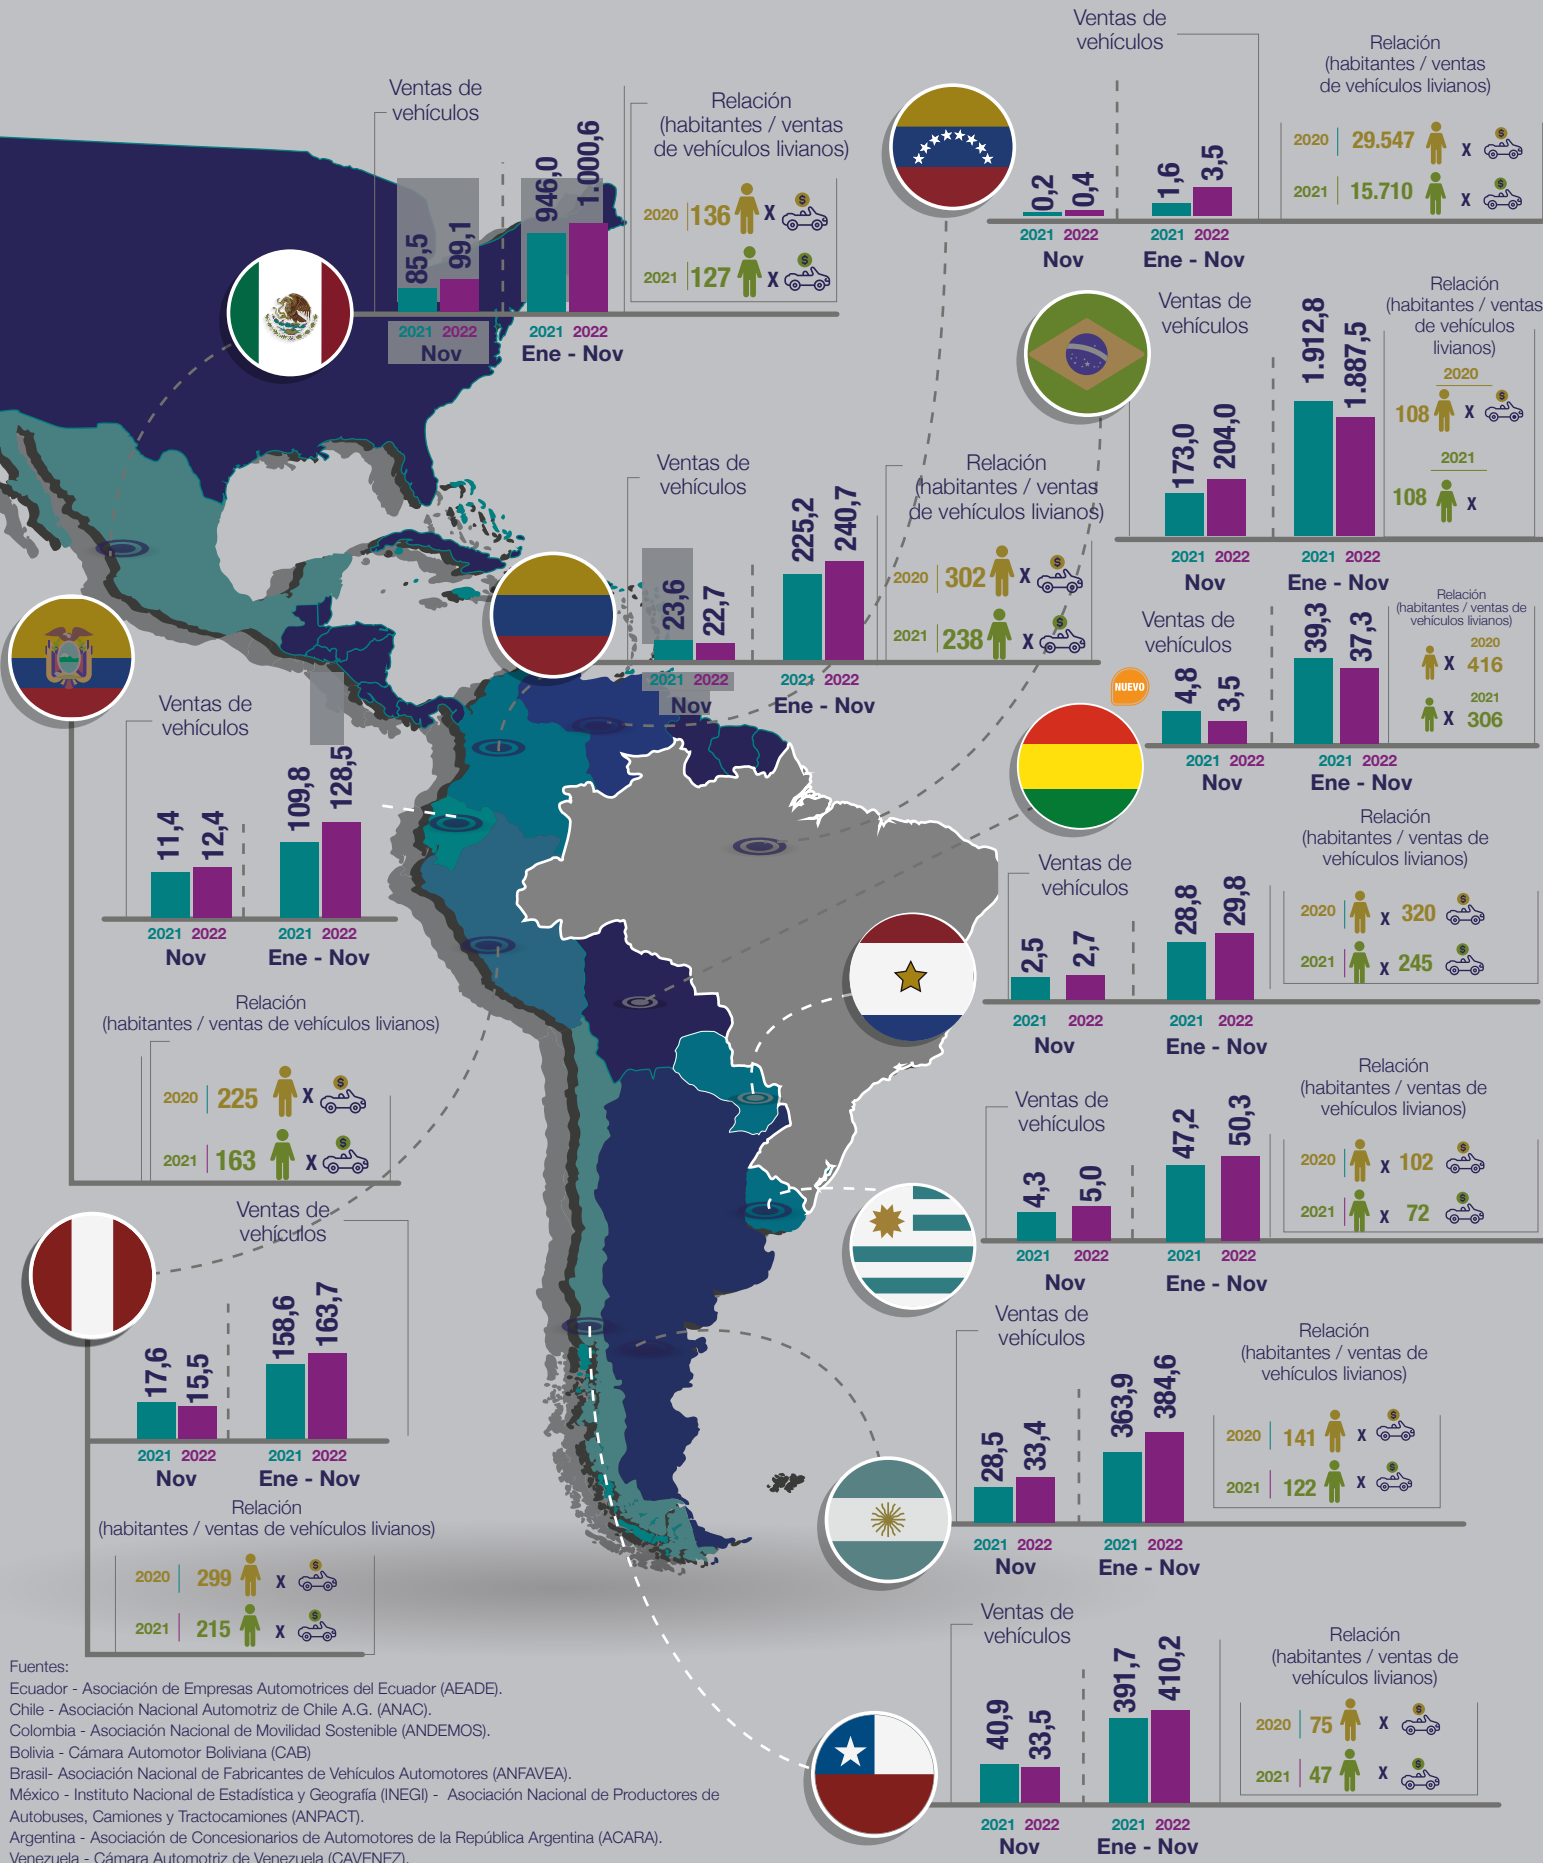 Ventas de
vehículos
85,5
99,1
946,0
1.000,6
2021 2022
Nov
2021 2022
Ene - Nov
Relación
(habitantes / ventas
de vehículos livianos)
2020 136 X $
2021 127 X $
Ventas de
vehículos
0,2
0,4
1,6
3,5
2021 2022
Nov
2021 2022
Ene - Nov
Relación
(habitantes / ventas
de vehículos livianos)
2020 29.547 X $
2021 15.710 X $
Ventas de
vehículos
173,0
204,0
1.912,8
1.887,5
2021 2022
Nov
2021 2022
Ene - Nov
Relación
(habitantes / ventas
de vehículos
livianos)
2020
108 X $
2021
108 X
Ventas de
vehículos
23,6
22,7
225,2
240,7
2021 2022
Nov
2021 2022
Ene - Nov
Relación
(habitantes / ventas
de vehículos livianos)
2020 302 X $
2021 238 X $
NUEVO
Ventas de
vehículos
4,8
3,5
39,3
37,3
2021 2022
Nov
2021 2022
Ene - Nov
Relación
(habitantes / ventas de
vehículos livianos)
2020
X 416
2021
X 306
Ventas de
vehículos
11,4
12,4
109,8
128,5
2021 2022
Nov
2021 2022
Ene - Nov
Relación
(habitantes / ventas de vehículos livianos)
2020 225 X $
2021 163 X $
Ventas de
vehículos
2,5
2,7
28,8
29,8
2021 2022
Nov
2021 2022
Ene - Nov
Relación
(habitantes / ventas de
vehículos livianos)
2020 X 320 $
2021 X 245 $
Ventas de
vehículos
4,3
5,0
47,2
50,3
2021 2022
Nov
2021 2022
Ene - Nov
Relación
(habitantes / ventas de
vehículos livianos)
2020 X 102 $
2021 X 72 $
Ventas de
vehículos
17,6
15,5
158,6
163,7
2021 2022
Nov
2021 2022
Ene - Nov
Relación
(habitantes / ventas de vehículos livianos)
2020 299 X $
2021 215 X $
Ventas de
vehículos
28,5
33,4
363,9
384,6
2021 2022
Nov
2021 2022
Ene - Nov
Relación
(habitantes / ventas de
vehículos livianos)
2020 141 X $
2021 122 X $
Ventas de
vehículos
40,9
33,5
391,7
410,2
2021 2022
Nov
2021 2022
Ene - Nov
Relación
(habitantes / ventas de
vehículos livianos)
2020 75 X $
2021 47 X $
Fuentes:
Ecuador - Asociación de Empresas Automotrices del Ecuador (AEADE).
Chile - Asociación Nacional Automotriz de Chile A.G. (ANAC).
Colombia - Asociación Nacional de Movilidad Sostenible (ANDEMOS).
Bolivia - Cámara Automotor Boliviana (CAB)
Brasil- Asociación Nacional de Fabricantes de Vehículos Automotores (ANFAVEA).
México - Instituto Nacional de Estadística y Geografía (INEGI) - Asociación Nacional de Productores de
Autobuses, Camiones y Tractocamiones (ANPACT).
Argentina - Asociación de Concesionarios de Automotores de la República Argentina (ACARA).
Venezuela - Cámara Automotriz de Venezuela (CAVENEZ).